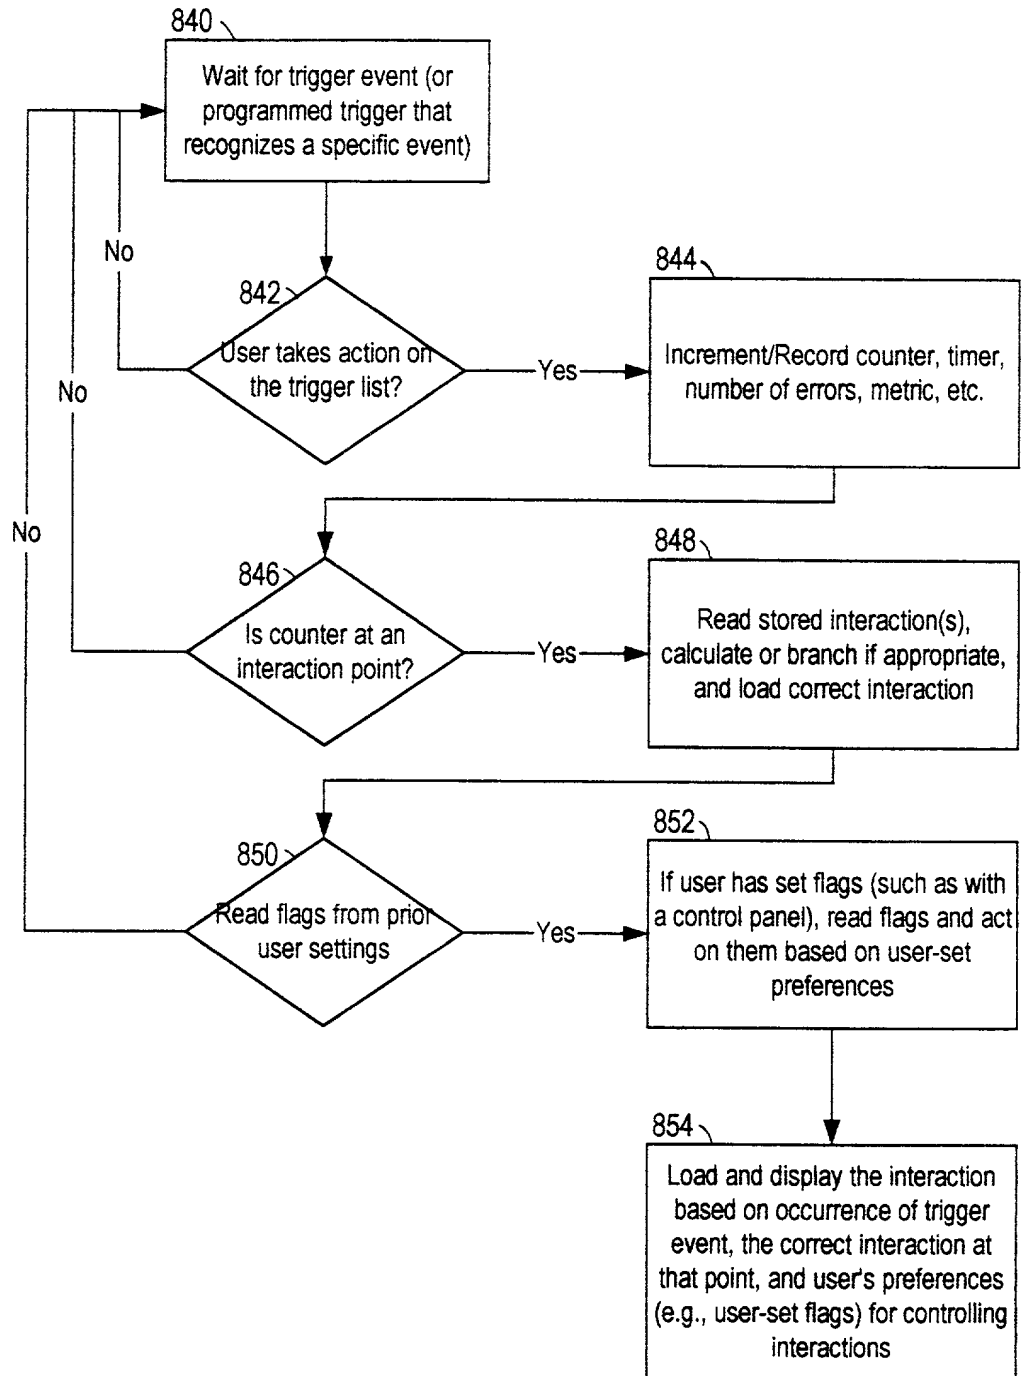 840
Wait for trigger event (or
programmed trigger that
recognizes a specific event)
No
842
User takes action on
the trigger list?
Yes
844
Increment/Record counter, timer,
number of errors, metric, etc.
No
846
Is counter at an
interaction point?
Yes
848
Read stored interaction(s),
calculate or branch if appropriate,
and load correct interaction
No
850
Read flags from prior
user settings
Yes
852
If user has set flags (such as with
a control panel), read flags and act
on them based on user-set
preferences
854
Load and display the interaction
based on occurrence of trigger
event, the correct interaction at
that point, and user's preferences
(e.g., user-set flags) for controlling
interactions